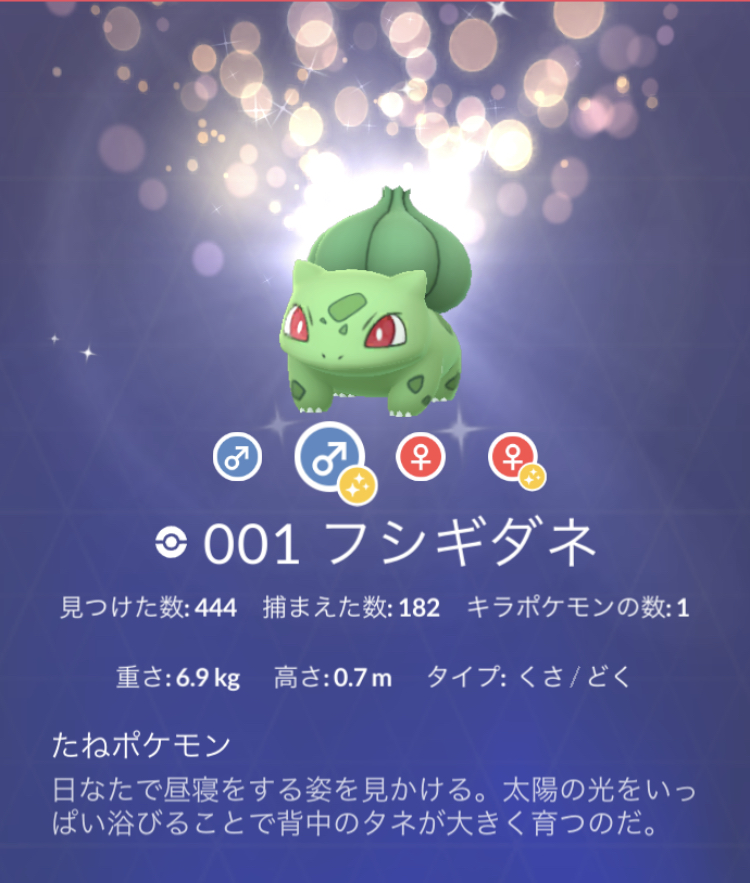 001 フシギダネ
見つけた数: 444 捕まえた数: 182 キラポケモンの数: 1
重さ: 6.9 kg 高さ: 0.7 m タイプ: くさ / どく
たねポケモン
日なたで昼寝をする姿を見かける。太陽の光をいっ
ぱい浴びることで背中のタネが大きく育つのだ。